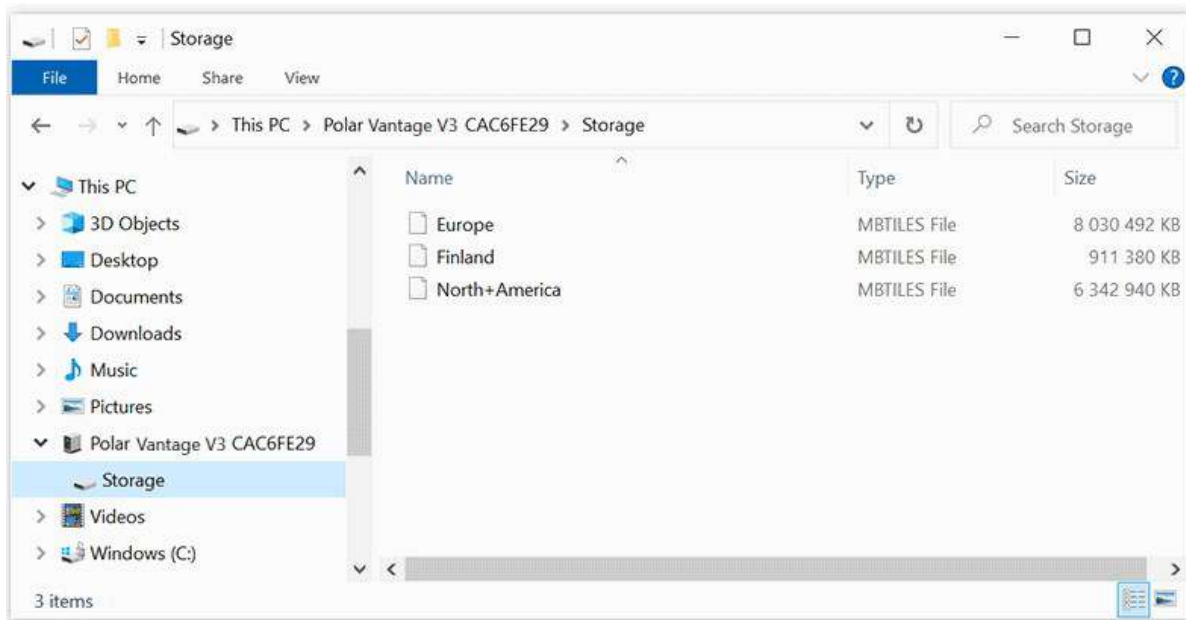 Storage
File Home Share View ?
This PC > Polar Vantage V3 CAC6FE29 > Storage
Search Storage
This PC
3D Objects
Desktop
Documents
Downloads
Music
Pictures
Polar Vantage V3 CAC6FE29
Storage
Videos
Windows (C:)
Name Type Size
Europe MBTILES File 8 030 492 KB
Finland MBTILES File 911 380 KB
North+America MBTILES File 6 342 940 KB
3 items